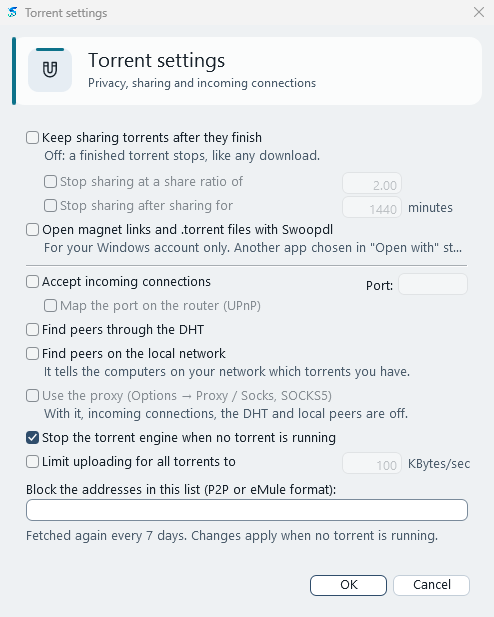 Torrent settings
Torrent settings
Privacy, sharing and incoming connections
Keep sharing torrents after they finish
Off: a finished torrent stops, like any download.
Stop sharing at a share ratio of 2.00
Stop sharing after sharing for 1440 minutes
Open magnet links and .torrent files with Swoopdl
For your Windows account only. Another app chosen in "Open with" st...
Accept incoming connections Port:
Map the port on the router (UPnP)
Find peers through the DHT
Find peers on the local network
It tells the computers on your network which torrents you have.
Use the proxy (Options → Proxy / Socks, SOCKS5)
With it, incoming connections, the DHT and local peers are off.
Stop the torrent engine when no torrent is running
Limit uploading for all torrents to 100 KBytes/sec
Block the addresses in this list (P2P or eMule format):
Fetched again every 7 days. Changes apply when no torrent is running.
OK Cancel